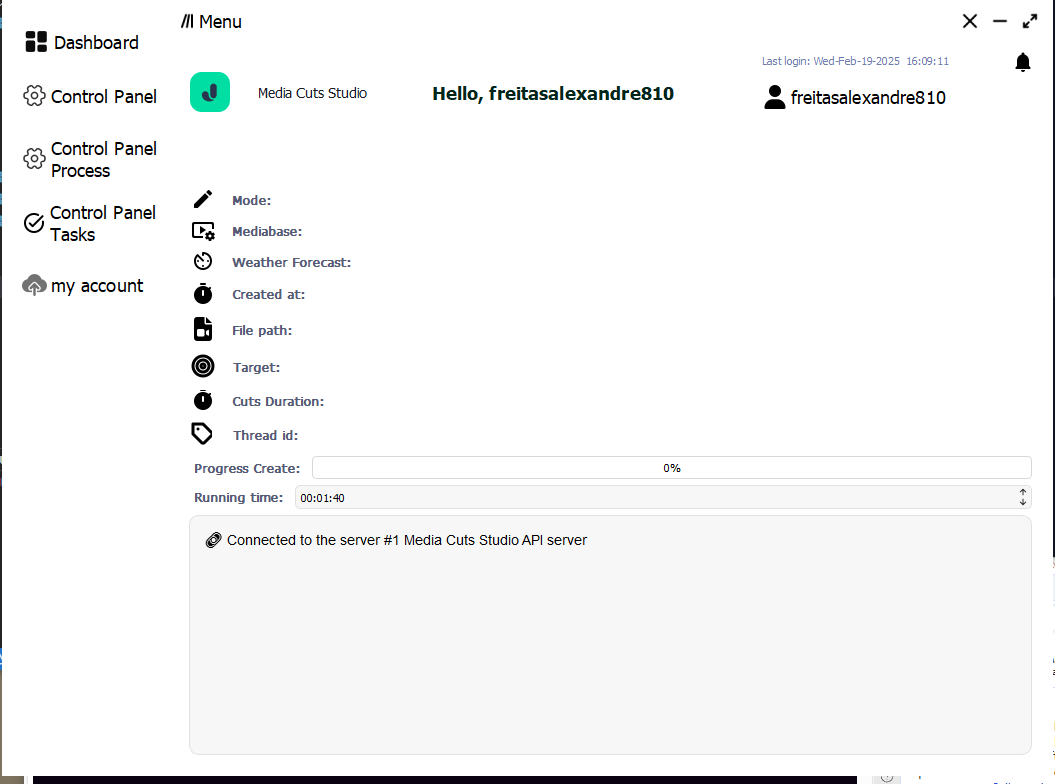 /// Menu
Dashboard
Control Panel
Control Panel
Process
Control Panel
Tasks
my account
Last login: Wed-Feb-19-2025 16:09:11
Media Cuts Studio
Hello, freitasalexandre810
freitasalexandre810
Mode:
Mediabase:
Weather Forecast:
Created at:
File path:
Target:
Cuts Duration:
Thread id:
Progress Create: 0%
Running time: 00:01:40
Connected to the server #1 Media Cuts Studio API server